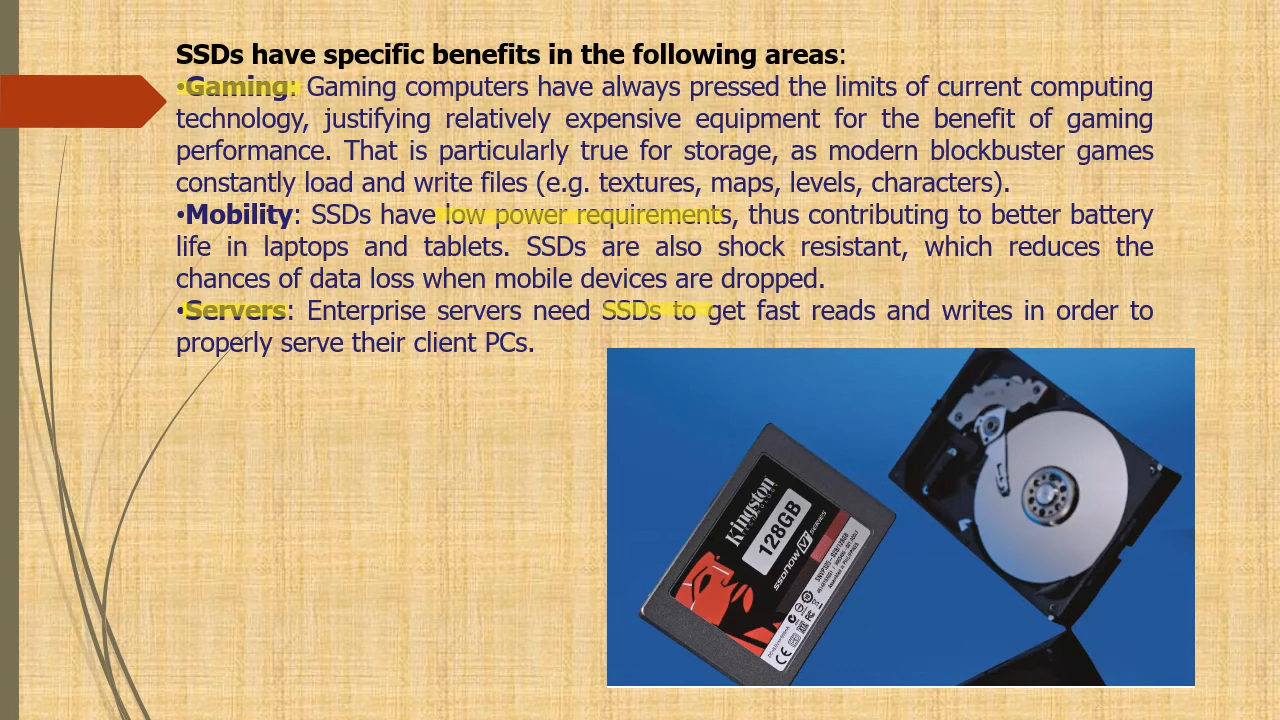 SSDs have specific benefits in the following areas:
•Gaming: Gaming computers have always pressed the limits of current computing
technology, justifying relatively expensive equipment for the benefit of gaming
performance. That is particularly true for storage, as modern blockbuster games
constantly load and write files (e.g. textures, maps, levels, characters).
•Mobility: SSDs have low power requirements, thus contributing to better battery
life in laptops and tablets. SSDs are also shock resistant, which reduces the
chances of data loss when mobile devices are dropped.
•Servers: Enterprise servers need SSDs to get fast reads and writes in order to
properly serve their client PCs.
Kingston
TECHNOLOGY
128GB
SSDNOW V+ SERIES